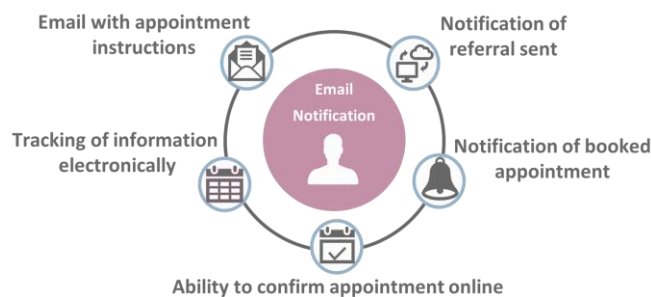 Email with appointment
instructions
Notification of
referral sent
Email
Notification
Tracking of information
electronically
Notification of booked
appointment
Ability to confirm appointment online